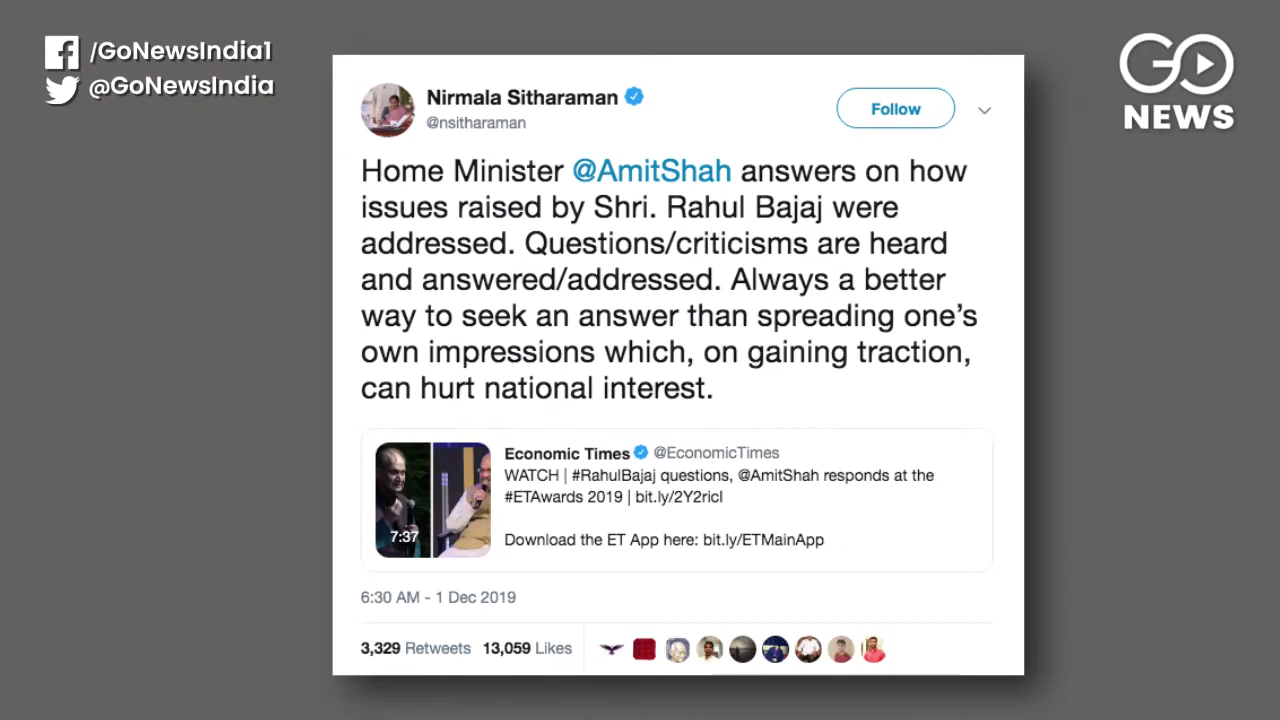 /GoNewsIndia1
@GoNewsIndia
GO
NEWS
Nirmala Sitharaman
@nsitharaman
Follow
Home Minister @AmitShah answers on how
issues raised by Shri. Rahul Bajaj were
addressed. Questions/criticisms are heard
and answered/addressed. Always a better
way to seek an answer than spreading one’s
own impressions which, on gaining traction,
can hurt national interest.
Economic Times @EconomicTimes
WATCH | #RahulBajaj questions, @AmitShah responds at the
#ETAwards 2019 | bit.ly/2Y2ricI
Download the ET App here: bit.ly/ETMainApp
7:37
6:30 AM - 1 Dec 2019
3,329 Retweets 13,059 Likes